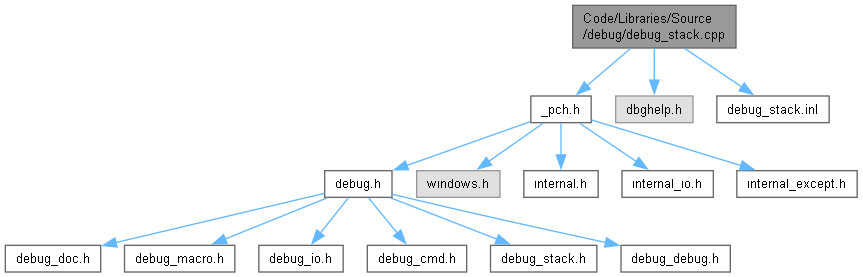 Code/Libraries/Source
/debug/debug_stack.cpp
_pch.h
dbghelp.h
debug_stack.inl
debug.h
windows.h
internal.h
internal_io.h
internal_except.h
debug_doc.h
debug_macro.h
debug_io.h
debug_cmd.h
debug_stack.h
debug_debug.h